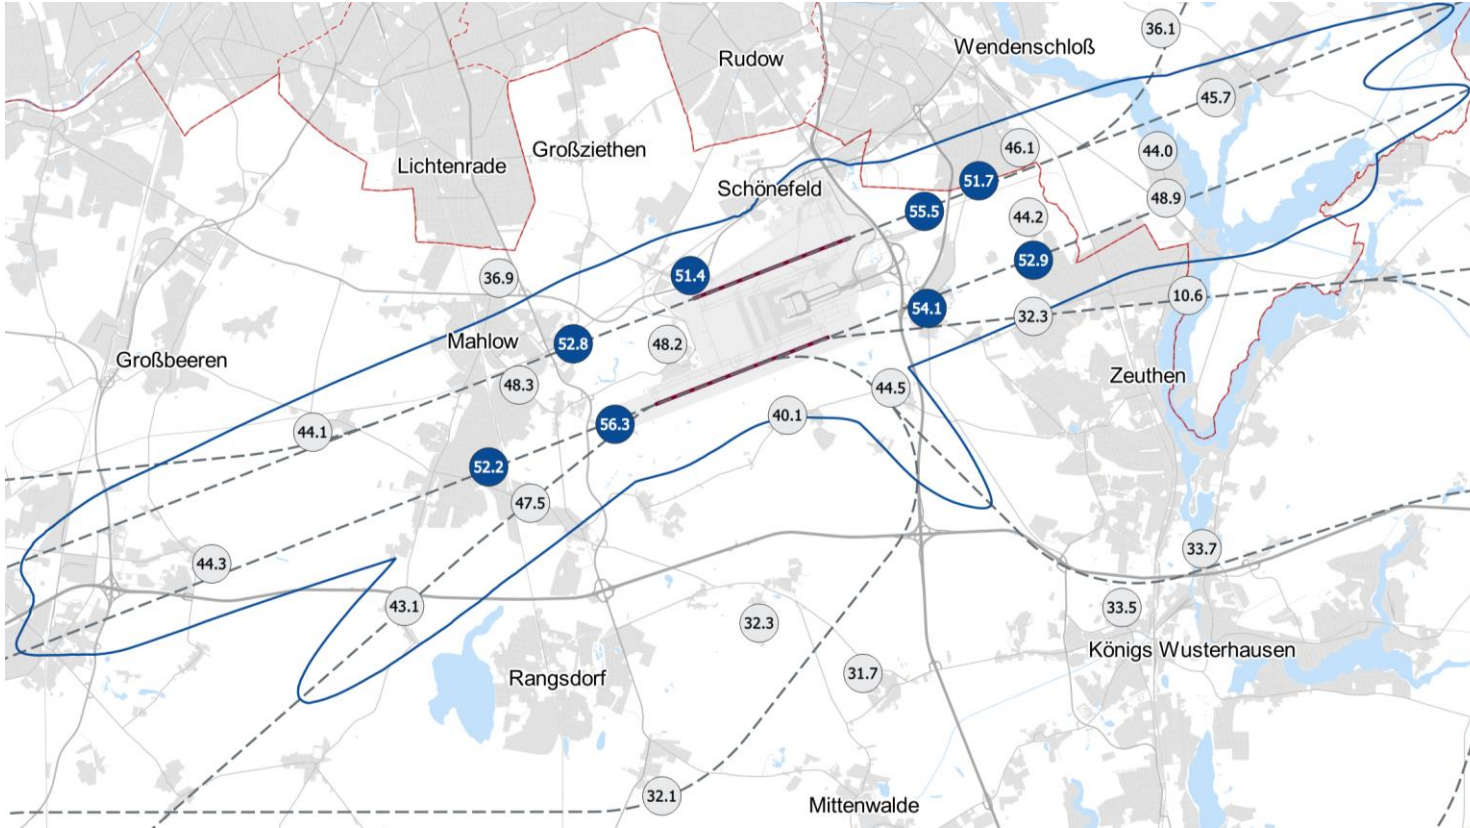 36.1
Wendenschloß
Rudow
45.7
Großziethen
46.1
44.0
Lichtenrade
Schönefeld
51.7
48.9
55.5
44.2
52.9
36.9
51.4
10.6
54.1
32.3
Mahlow
52.8
48.2
Großbeeren
48.3
Zeuthen
44.5
40.1
44.1
56.3
52.2
47.5
33.7
44.3
43.1
33.5
32.3
Königs Wusterhausen
31.7
Rangsdorf
32.1
Mittenwalde